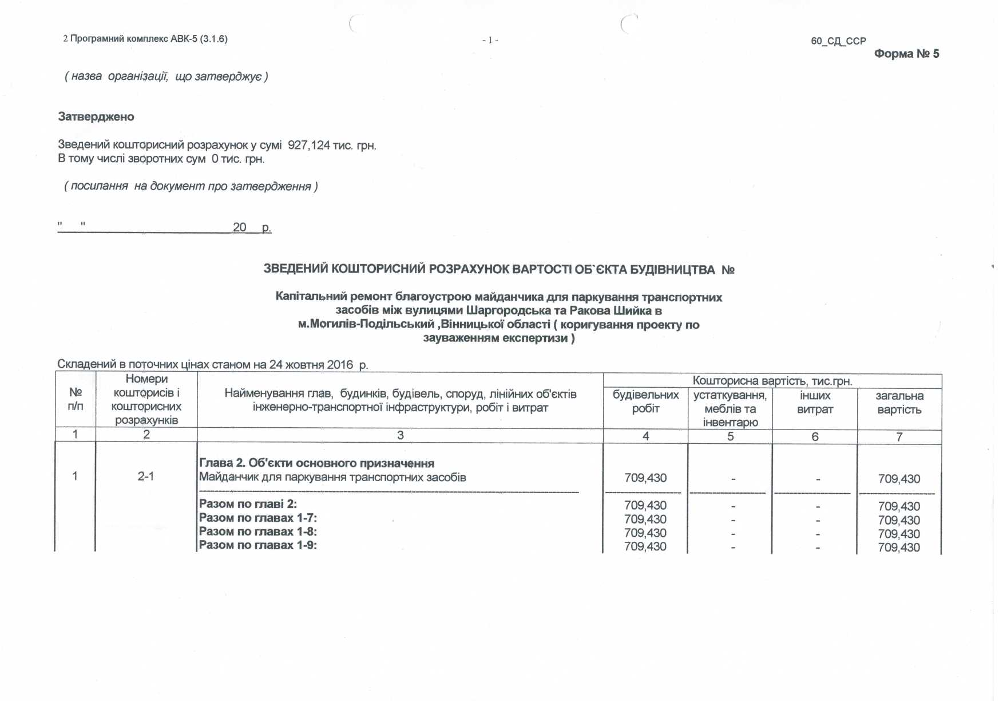 2 Програмний комплекс АВК-5 (3.1.6)
- 1 -
60_СД_ССР
Форма № 5
( назва організації, що затверджує )
Затверджено
Зведений кошторисний розрахунок у сумі 927,124 тис. грн.
В тому числі зворотних сум 0 тис. грн.
( посилання на документ про затвердження )
" " 20 р.
ЗВЕДЕНИЙ КОШТОРИСНИЙ РОЗРАХУНОК ВАРТОСТІ ОБ`ЄКТА БУДІВНИЦТВА №
Капітальний ремонт благоустрою майданчика для паркування транспортних
засобів між вулицями Шаргородська та Ракова Шийка в
м.Могилів-Подільський ,Вінницької області ( коригування проекту по
зауваженням експертизи )
Складений в поточних цінах станом на 24 жовтня 2016 р.
№
п/п
Номери
кошторисів і
кошторисних
розрахунків
Найменування глав, будинків, будівель, споруд, лінійних об'єктів
інженерно-транспортної інфраструктури, робіт і витрат
Кошторисна вартість, тис.грн.
будівельних
робіт
устаткування,
меблів та
інвентарю
інших
витрат
загальна
вартість
1 2 3 4 5 6 7
Глава 2. Об'єкти основного призначення
1 2-1 Майданчик для паркування транспортних засобів 709,430 - - 709,430
Разом по главі 2: 709,430 - - 709,430
Разом по главах 1-7: 709,430 - - 709,430
Разом по главах 1-8: 709,430 - - 709,430
Разом по главах 1-9: 709,430 - - 709,430